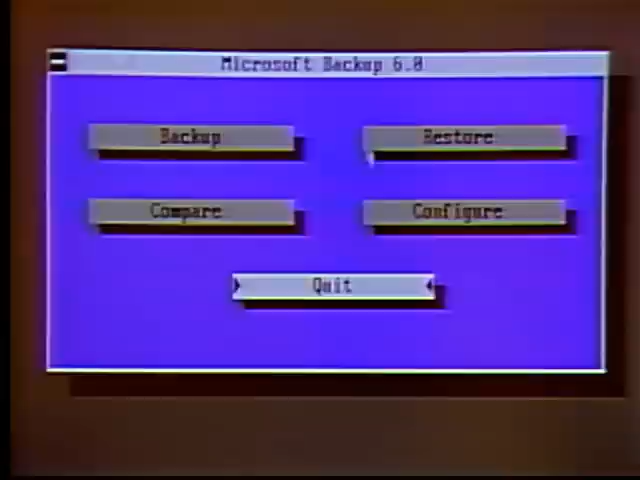 Microsoft Backup 6.0
Backup
Restore
Compare
Configure
Quit